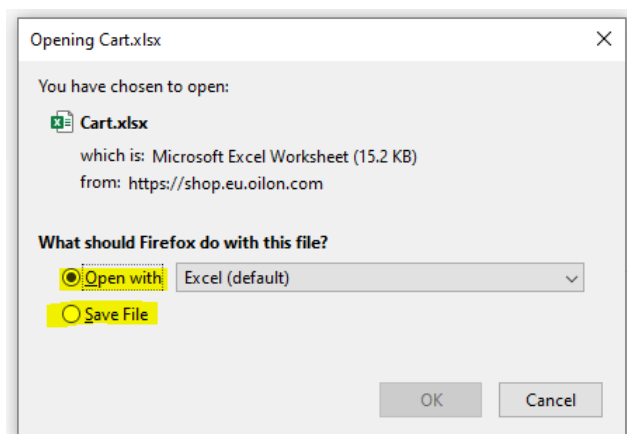 Opening Cart.xlsx
You have chosen to open:
Cart.xlsx
which is: Microsoft Excel Worksheet (15.2 KB)
from: https://shop.eu.oilon.com
What should Firefox do with this file?
Open with Excel (default)
Save File
OK Cancel